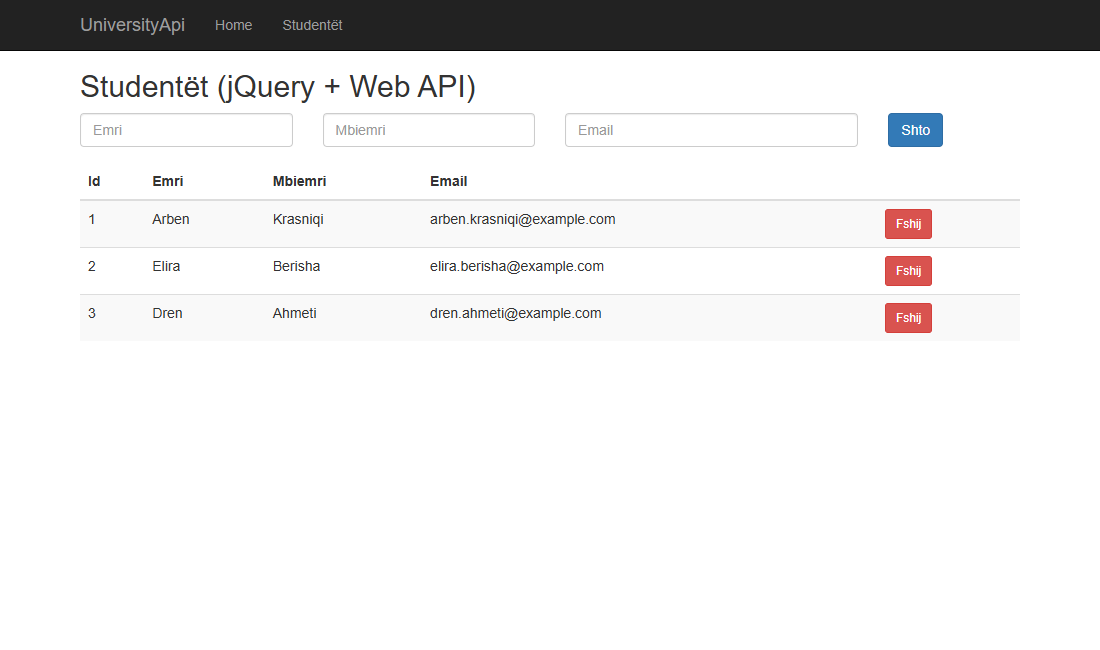 UniversityApi Home Studentët
Studentët (jQuery + Web API)
Emri Mbiemri Email Shto
Id Emri Mbiemri Email
1 Arben Krasniqi arben.krasniqi@example.com Fshij
2 Elira Berisha elira.berisha@example.com Fshij
3 Dren Ahmeti dren.ahmeti@example.com Fshij